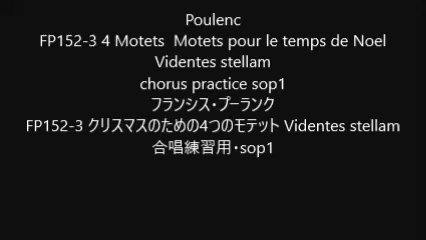 Poulenc
FP152-3 4 Motets  Motets pour le temps de Noel
Videntes stellam
chorus practice sop1
フランシス・プーランク
FP152-3 クリスマスのための4つのモテット Videntes stellam
合唱練習用・sop1